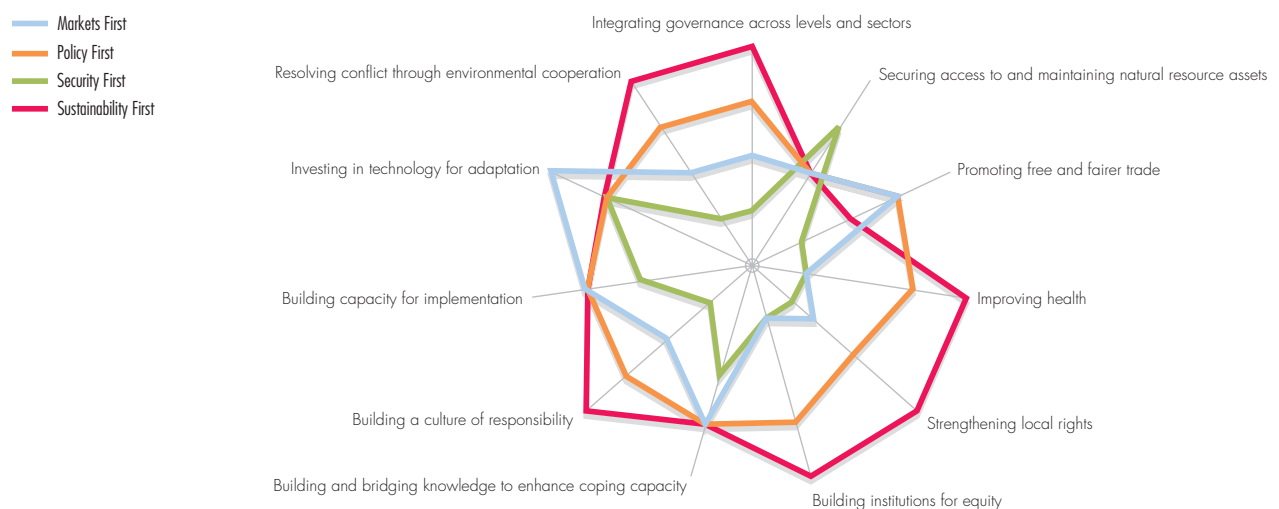 Markets First
Policy First
Security First
Sustainability First
Integrating governance across levels and sectors
Resolving conflict through environmental cooperation
Securing access to and maintaining natural resource assets
Investing in technology for adaptation
Promoting free and fairer trade
Building capacity for implementation
Improving health
Building a culture of responsibility
Strengthening local rights
Building and bridging knowledge to enhance coping capacity
Building institutions for equity